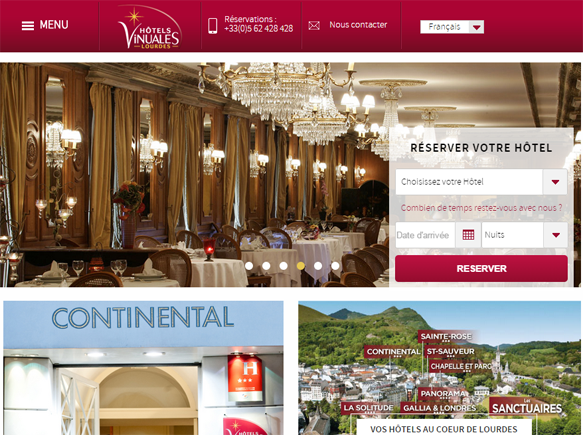 MENU
HÔTELS
VINUALES
LOURDES
Réservations :
+33(0)5 62 428 428
Nous contacter
Français
RÉSERVER VOTRE HÔTEL
Choisissez votre Hôtel
Combien de temps restez-vous avec nous ?
Date d'arrivée
Nuits
RESERVER
CONTINENTAL
H
HÔTELS
SAINTE-ROSE
CONTINENTAL
ST-SAUVEUR
CHAPELLE ET PARC
PANORAMA
LA SOLITUDE
GALLIA & LONDRES
Les
SANCTUAIRES
VOS HÔTELS AU COEUR DE LOURDES